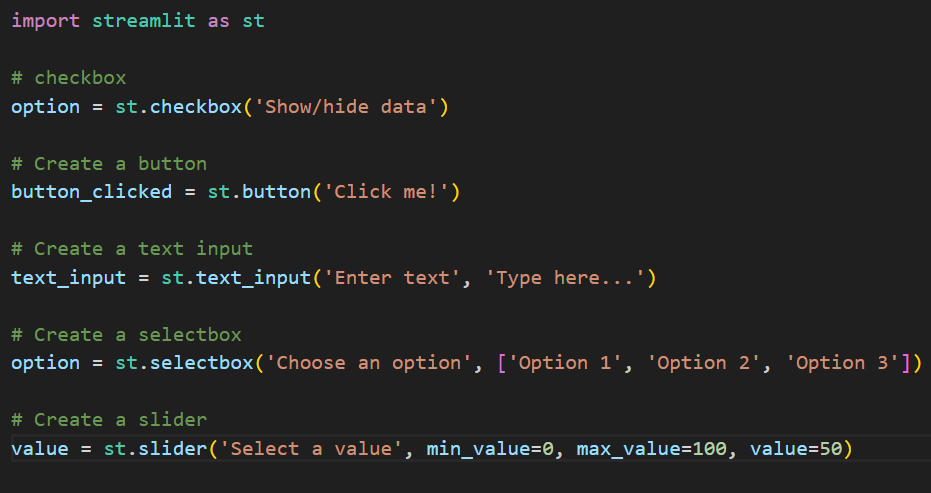 import streamlit as st
# checkbox
option = st.checkbox('Show/hide data')
# Create a button
button_clicked = st.button('Click me!')
# Create a text input
text_input = st.text_input('Enter text', 'Type here...')
# Create a selectbox
option = st.selectbox('Choose an option', ['Option 1', 'Option 2', 'Option 3'])
# Create a slider
value = st.slider('Select a value', min_value=0, max_value=100, value=50)